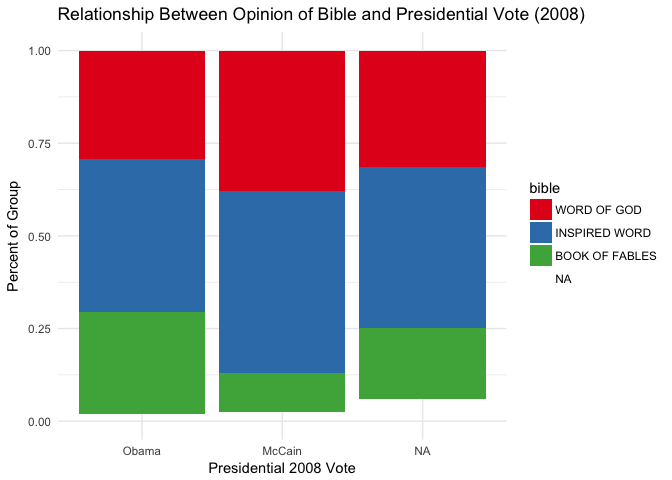 Relationship Between Opinion of Bible and Presidential Vote (2008)
1.00
0.75
0.50
0.25
0.00
Percent of Group
Obama
McCain
NA
Presidential 2008 Vote
bible
WORD OF GOD
INSPIRED WORD
BOOK OF FABLES
NA